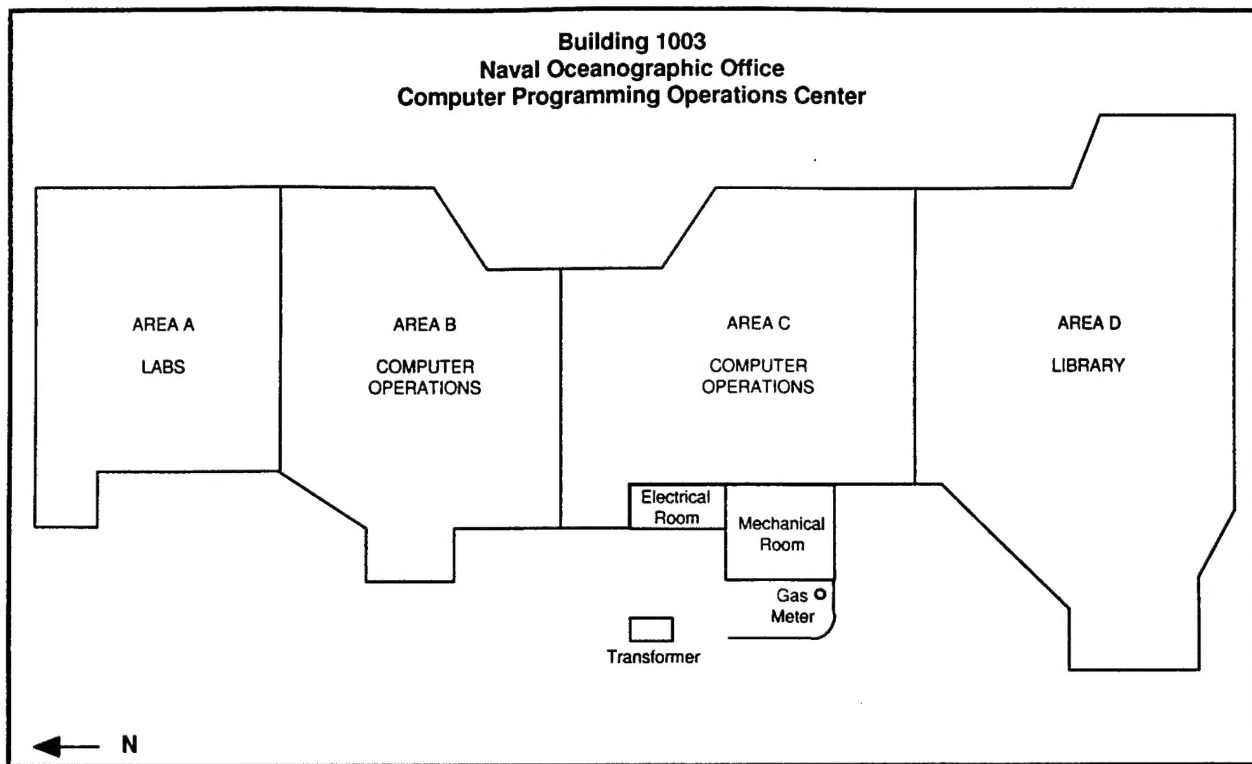 Building 1003
Naval Oceanographic Office
Computer Programming Operations Center
AREA A
LABS
AREA B
COMPUTER
OPERATIONS
AREA C
COMPUTER
OPERATIONS
AREA D
LIBRARY
Electrical
Room
Mechanical
Room
Gas
Meter
Transformer
N